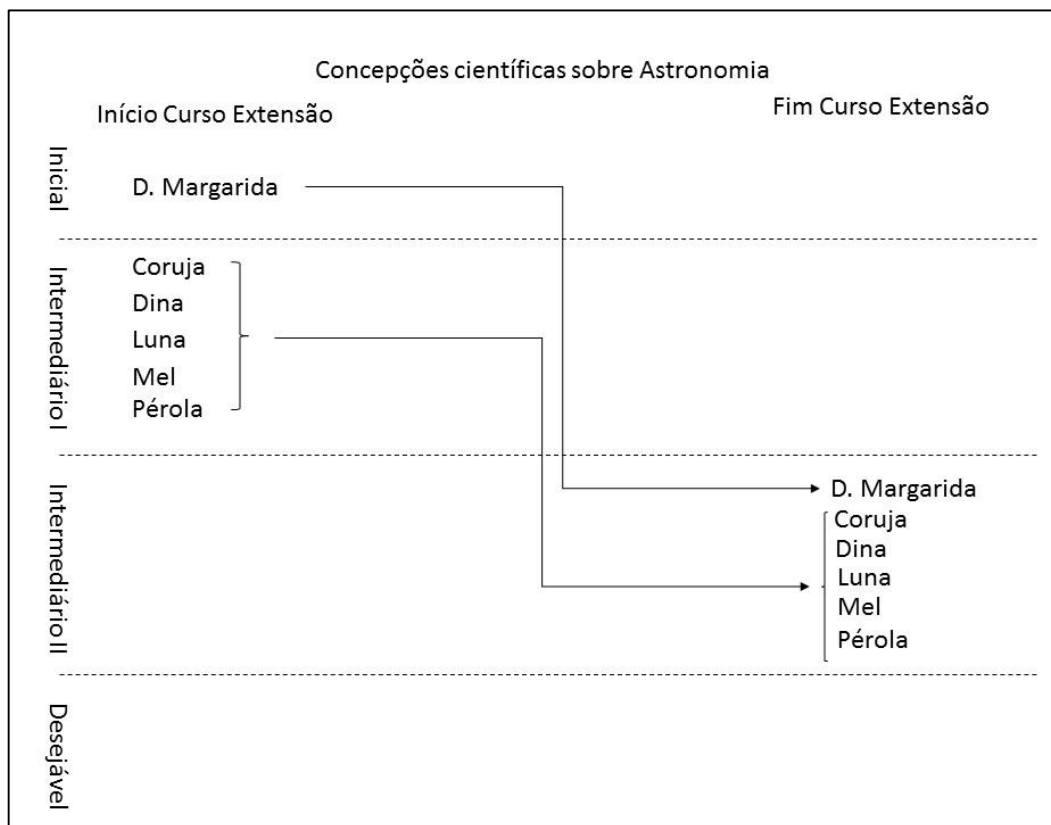 Concepções científicas sobre Astronomia
Início Curso Extensão
Fim Curso Extensão
Inicial
D. Margarida
Intermediário I
Coruja
Dina
Luna
Mel
Pérola
Intermediário II
D. Margarida
Coruja
Dina
Luna
Mel
Pérola
Desejável